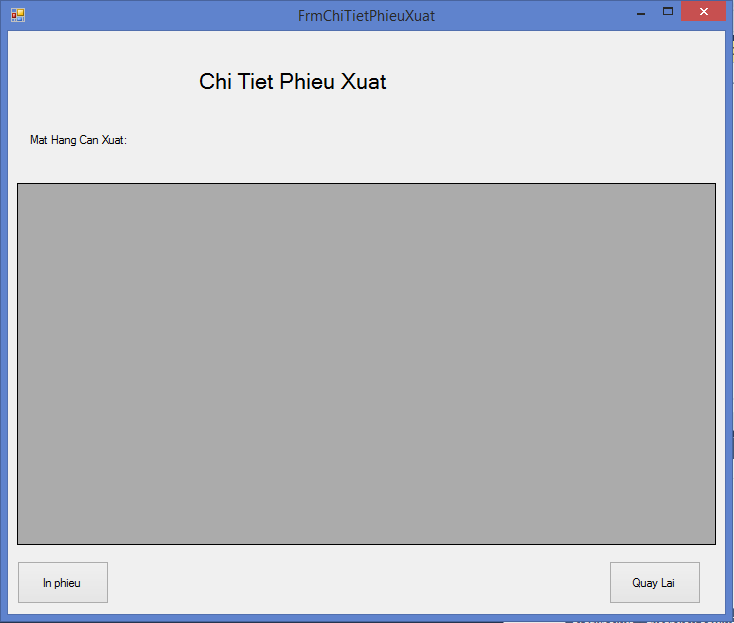 FrmChiTietPhieuXuat
Chi Tiet Phieu Xuat
Mat Hang Can Xuat:
In phieu
Quay Lai